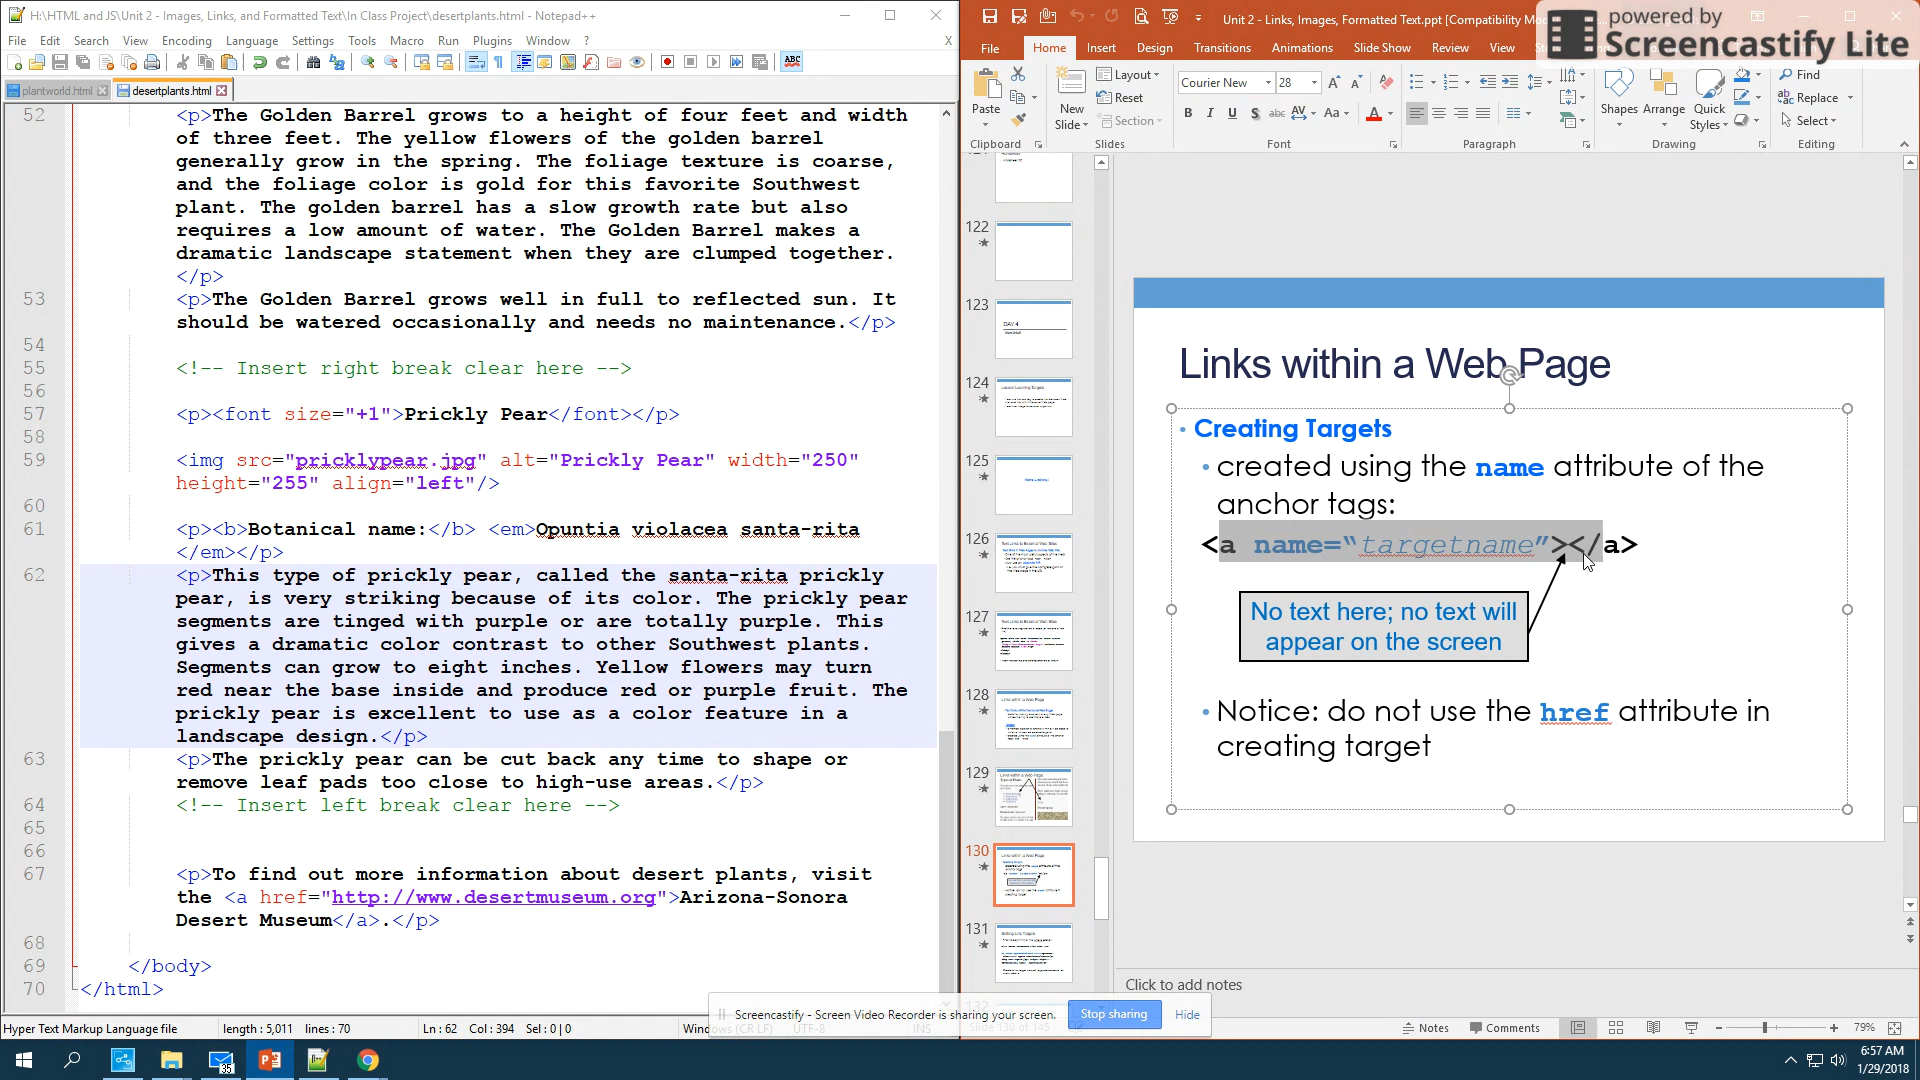 H:\HTML and JS\Unit 2 - Images, Links, and Formatted Text\In Class Project\desertplants.html - Notepad++
File Edit Search View Encoding Language Settings Tools Macro Run Plugins Window ? X
plantworld.html desertplants.html
52 <p>The Golden Barrel grows to a height of four feet and width
of three feet. The yellow flowers of the golden barrel
generally grow in the spring. The foliage texture is coarse,
and the foliage color is gold for this favorite Southwest
plant. The golden barrel has a slow growth rate but also
requires a low amount of water. The Golden Barrel makes a
dramatic landscape statement when they are clumped together.
</p>
53 <p>The Golden Barrel grows well in full to reflected sun. It
should be watered occasionally and needs no maintenance.</p>
54
55 <!-- Insert right break clear here -->
56
57 <p><font size="+1">Prickly Pear</font></p>
58
59 <img src="pricklypear.jpg" alt="Prickly Pear" width="250"
height="255" align="left"/>
60
61 <p><b>Botanical name:</b> <em>Opuntia violacea santa-rita
</em></p>
62 <p>This type of prickly pear, called the santa-rita prickly
pear, is very striking because of its color. The prickly pear
segments are tinged with purple or are totally purple. This
gives a dramatic color contrast to other Southwest plants.
Segments can grow to eight inches. Yellow flowers may turn
red near the base inside and produce red or purple fruit. The
prickly pear is excellent to use as a color feature in a
landscape design.</p>
63 <p>The prickly pear can be cut back any time to shape or
remove leaf pads too close to high-use areas.</p>
64 <!-- Insert left break clear here -->
65
66
67 <p>To find out more information about desert plants, visit
the <a href="http://www.desertmuseum.org">Arizona-Sonora
Desert Museum</a>.</p>
68
69 </body>
70 </html>
Hyper Text Markup Language file length : 5,011 lines : 70 Ln : 62 Col : 394 Sel : 0 | 0 Windows (CR LF) UTF-8 INS
Unit 2 - Links, Images, Formatted Text.ppt [Compatibility Mo
powered by
Screencastify Lite
File Home Insert Design Transitions Animations Slide Show Review View
Paste New Slide Layout Reset Section
Courier New 28
B I U S abc AV Aa A
Shapes Arrange Quick Styles
Find
Replace
Select
Clipboard Slides Font Paragraph Drawing Editing
122
123
DAY 4
124
125
126
127
128
129
130
131
Links within a Web Page
• Creating Targets
• created using the name attribute of the
anchor tags:
<a name=“targetname”></a>
No text here; no text will
appear on the screen
• Notice: do not use the href attribute in
creating target
Click to add notes
Screencastify - Screen Video Recorder is sharing your screen. Stop sharing Hide
Slide 130 of 145
Notes Comments 79%
35
6:57 AM
1/29/2018